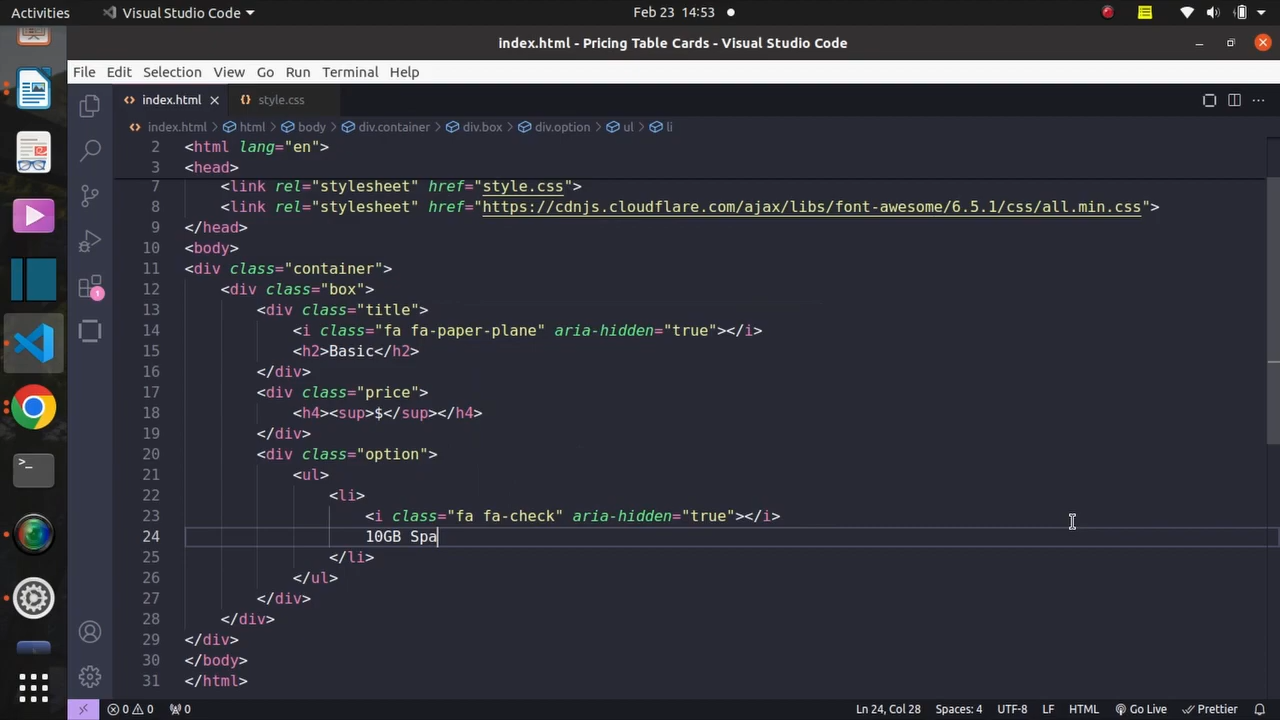 Activities
Visual Studio Code
Feb 23 14:53
index.html - Pricing Table Cards - Visual Studio Code
File Edit Selection View Go Run Terminal Help
index.html
style.css
index.html html body div.container div.box div.option ul li
2 <html lang="en">
3 <head>
7 <link rel="stylesheet" href="style.css">
8 <link rel="stylesheet" href="https://cdnjs.cloudflare.com/ajax/libs/font-awesome/6.5.1/css/all.min.css">
9 </head>
10 <body>
11 <div class="container">
12 <div class="box">
13 <div class="title">
14 <i class="fa fa-paper-plane" aria-hidden="true"></i>
15 <h2>Basic</h2>
16 </div>
17 <div class="price">
18 <h4><sup>$</sup></h4>
19 </div>
20 <div class="option">
21 <ul>
22 <li>
23 <i class="fa fa-check" aria-hidden="true"></i>
24 10GB Spa
25 </li>
26 </ul>
27 </div>
28 </div>
29 </div>
30 </body>
31 </html>
1
0 0 0 Ln 24, Col 28 Spaces: 4 UTF-8 LF HTML Go Live Prettier